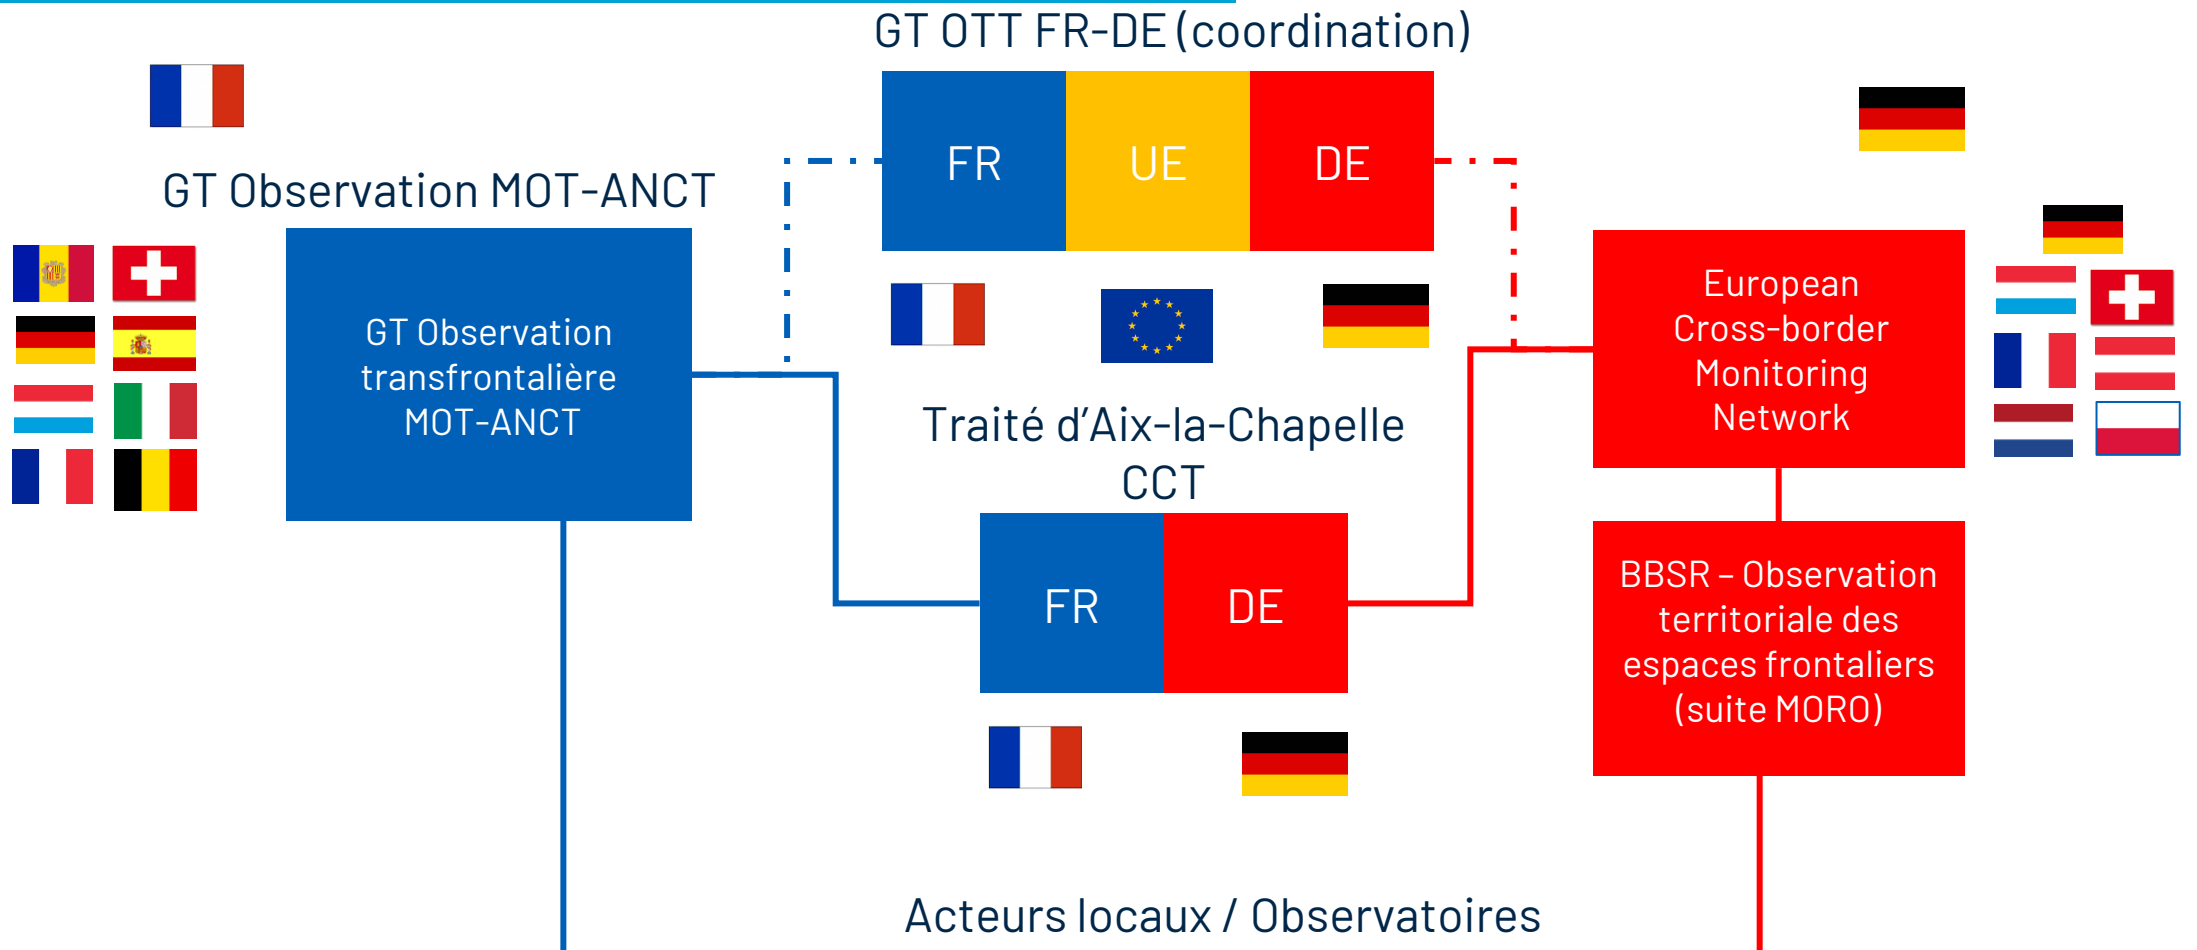 GT OTT FR-DE (coordination)
FR
UE
DE
GT Observation MOT-ANCT
GT Observation
transfrontalière
MOT-ANCT
European
Cross-border
Monitoring
Network
Traité d’Aix-la-Chapelle
CCT
FR
DE
BBSR – Observation
territoriale des
espaces frontaliers
(suite MORO)
Acteurs locaux / Observatoires